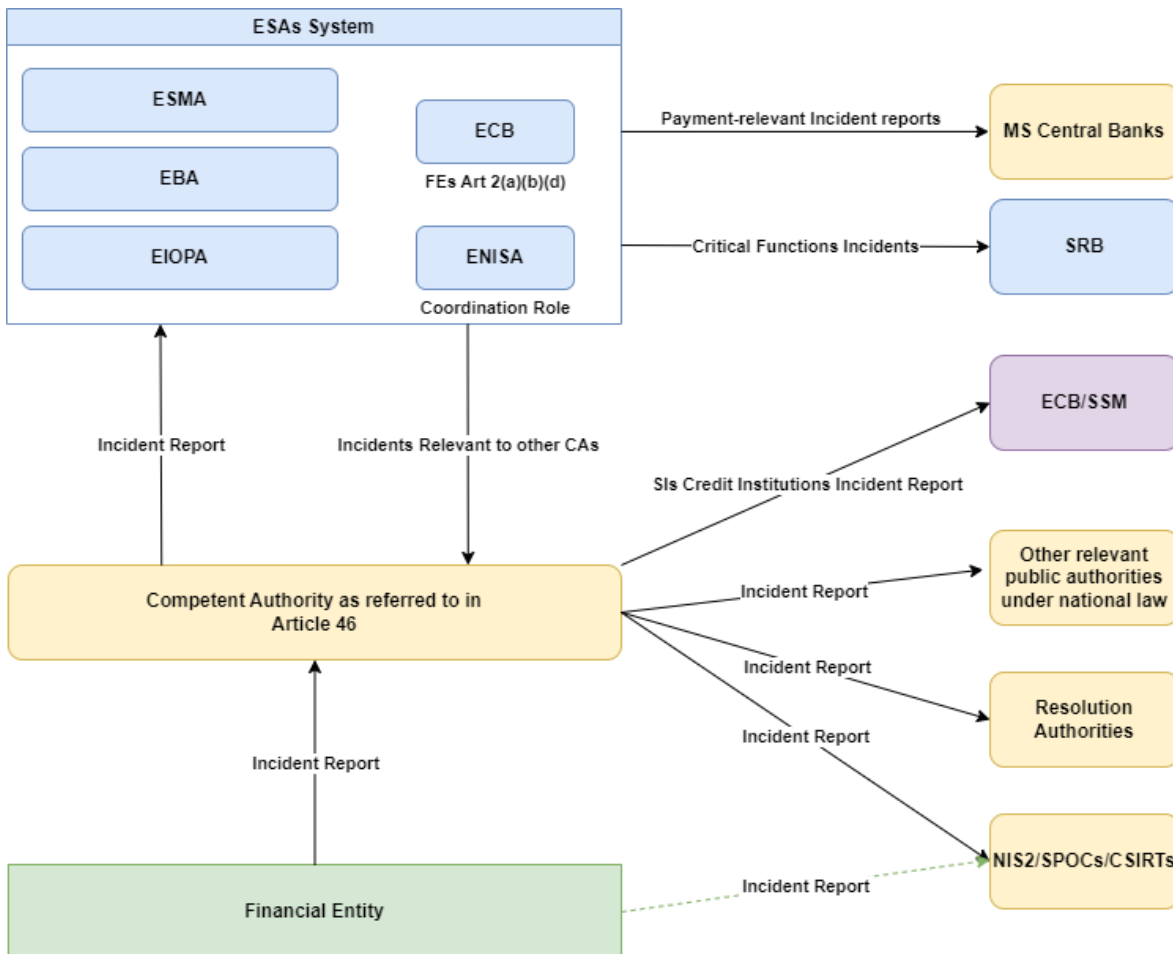 ESAs System
ESMA
ECB
EBA
FEs Art 2(a)(b)(d)
EIOPA
ENISA
Coordination Role
Payment-relevant Incident reports
MS Central Banks
Critical Functions Incidents
SRB
ECB/SSM
Incident Report
Incidents Relevant to other CAs
SIs Credit Institutions Incident Report
Competent Authority as referred to in
Article 46
Incident Report
Other relevant
public authorities
under national law
Incident Report
Resolution
Authorities
Incident Report
Incident Report
NIS2/SPOCs/CSIRTs
Incident Report
Financial Entity